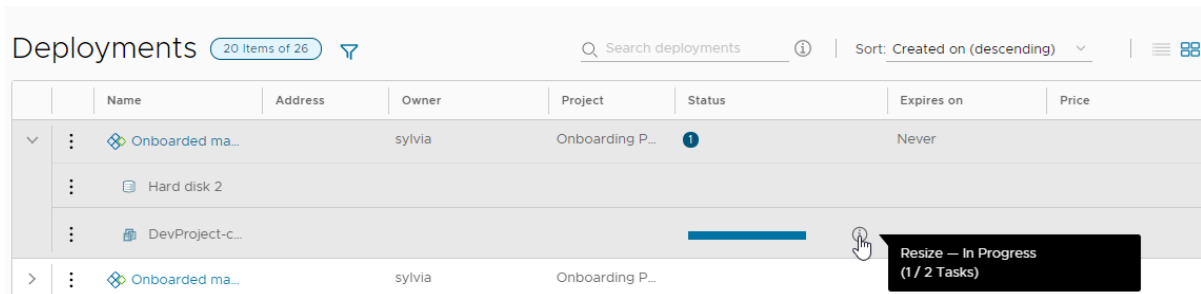 Deployments 20 Items of 26 Search deployments Sort: Created on (descending)
Name Address Owner Project Status Expires on Price
Onboarded ma... sylvia Onboarding P... 1 Never
Hard disk 2
DevProject-c...
Resize — In Progress
(1 / 2 Tasks)
Onboarded ma... sylvia Onboarding P...